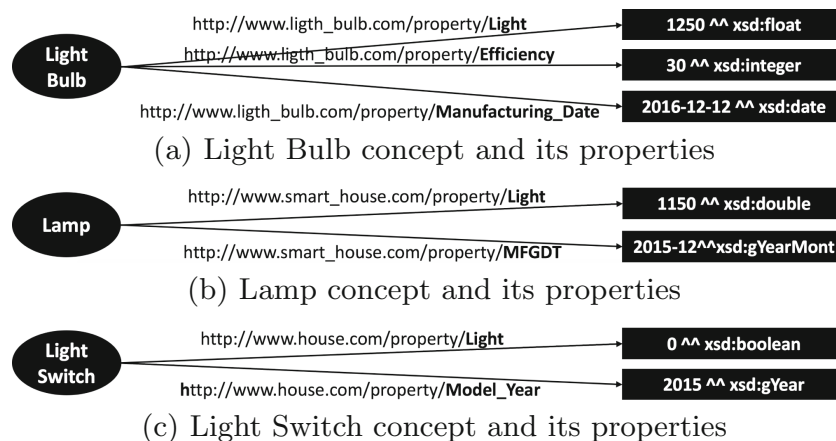 http://www.ligth_bulb.com/property/Light
1250 ^^ xsd:float
Light
Bulb
http://www.ligth_bulb.com/property/Efficiency
30 ^^ xsd:integer
http://www.ligth_bulb.com/property/Manufacturing_Date
2016-12-12 ^^ xsd:date
(a) Light Bulb concept and its properties
http://www.smart_house.com/property/Light
1150 ^^ xsd:double
Lamp
http://www.smart_house.com/property/MFGDT
2015-12^^xsd:gYearMont
(b) Lamp concept and its properties
http://www.house.com/property/Light
0 ^^ xsd:boolean
Light
Switch
http://www.house.com/property/Model_Year
2015 ^^ xsd:gYear
(c) Light Switch concept and its properties